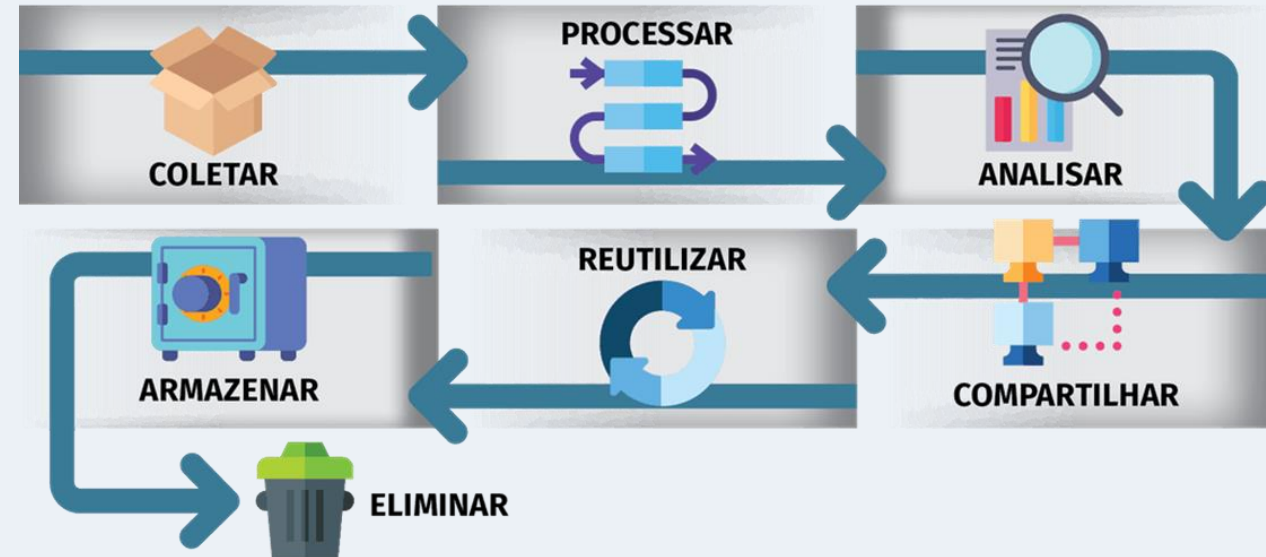 COLETAR
PROCESSAR
ANALISAR
COMPARTILHAR
REUTILIZAR
ARMAZENAR
ELIMINAR